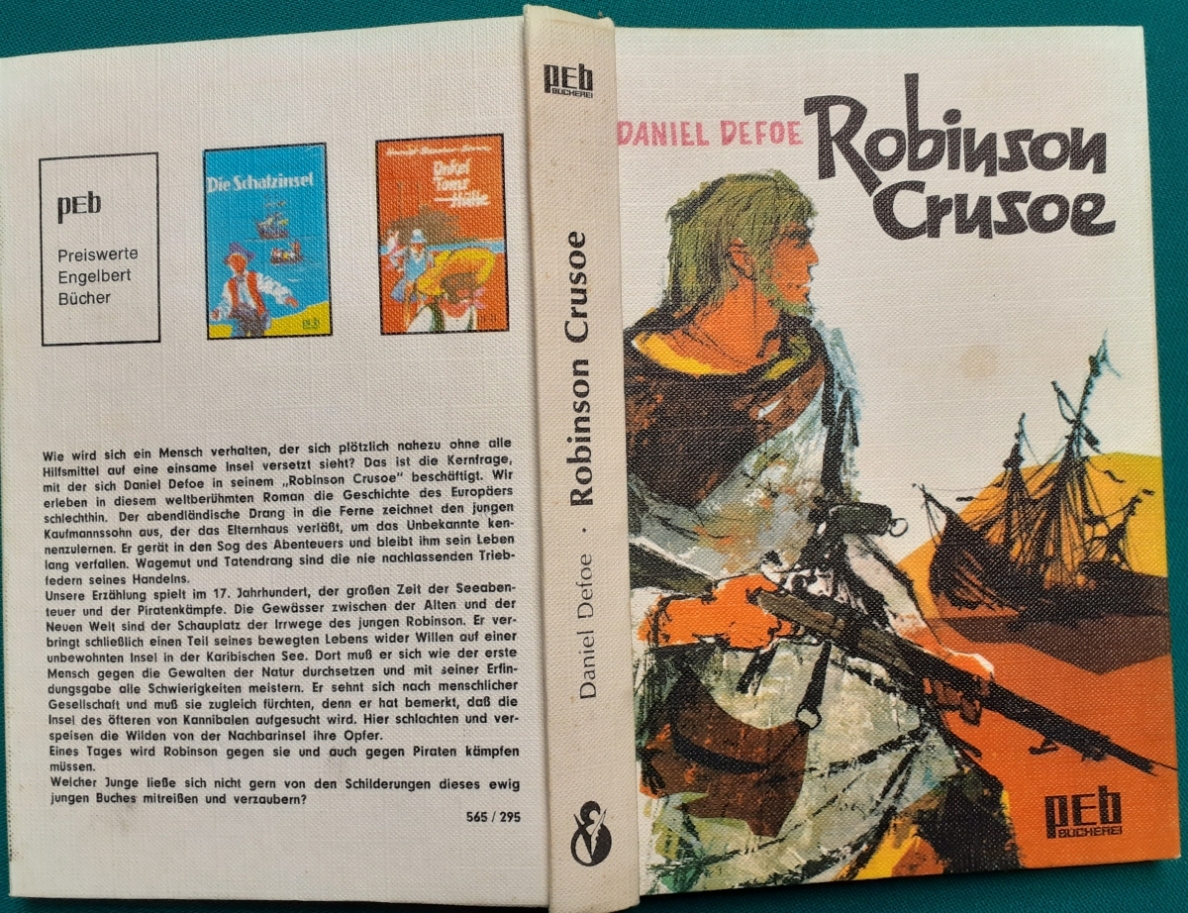 peb
Preiswerte
Engelbert
Bücher
Die Schatzinsel
Onkel
Toms
Hütte
Wie wird sich ein Mensch verhalten, der sich plötzlich nahezu ohne alle
Hilfsmittel auf eine einsame Insel versetzt sieht? Das ist die Kernfrage,
mit der sich Daniel Defoe in seinem „Robinson Crusoe“ beschäftigt. Wir
erleben in diesem weltberühmten Roman die Geschichte des Europäers
schlechthin. Der abendländische Drang in die Ferne zeichnet den jungen
Kaufmannssohn aus, der das Elternhaus verläßt, um das Unbekannte ken-
nenzulernen. Er gerät in den Sog des Abenteuers und bleibt ihm sein Leben
lang verfallen. Wagemut und Tatendrang sind die nie nachlassenden Trieb-
federn seines Handelns.
Unsere Erzählung spielt im 17. Jahrhundert, der großen Zeit der Seeaben-
teuer und der Piratenkämpfe. Die Gewässer zwischen der Alten und der
Neuen Welt sind der Schauplatz der Irrwege des jungen Robinson. Er ver-
bringt schließlich einen Teil seines bewegten Lebens wider Willen auf einer
unbewohnten Insel in der Karibischen See. Dort muß er sich wie der erste
Mensch gegen die Gewalten der Natur durchsetzen und mit seiner Erfin-
dungsgabe alle Schwierigkeiten meistern. Er sehnt sich nach menschlicher
Gesellschaft und muß sie zugleich fürchten, denn er hat bemerkt, daß die
Insel des öfteren von Kannibalen aufgesucht wird. Hier schlachten und ver-
speisen die Wilden von der Nachbarinsel ihre Opfer.
Eines Tages wird Robinson gegen sie und auch gegen Piraten kämpfen
müssen.
Welcher Junge ließe sich nicht gern von den Schilderungen dieses ewig
jungen Buches mitreißen und verzaubern?
565 / 295
peb
BÜCHEREI
Daniel Defoe · Robinson Crusoe
DANIEL DEFOE
Robinson
Crusoe
peb
BÜCHEREI